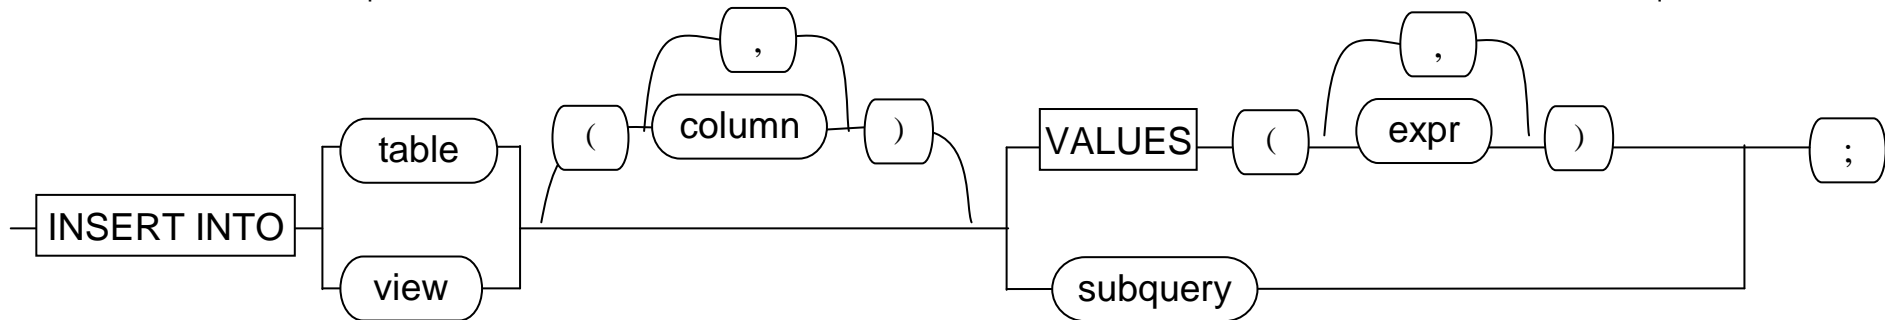 , ,
( column ) VALUES ( expr ) ;
table
INSERT INTO
view subquery